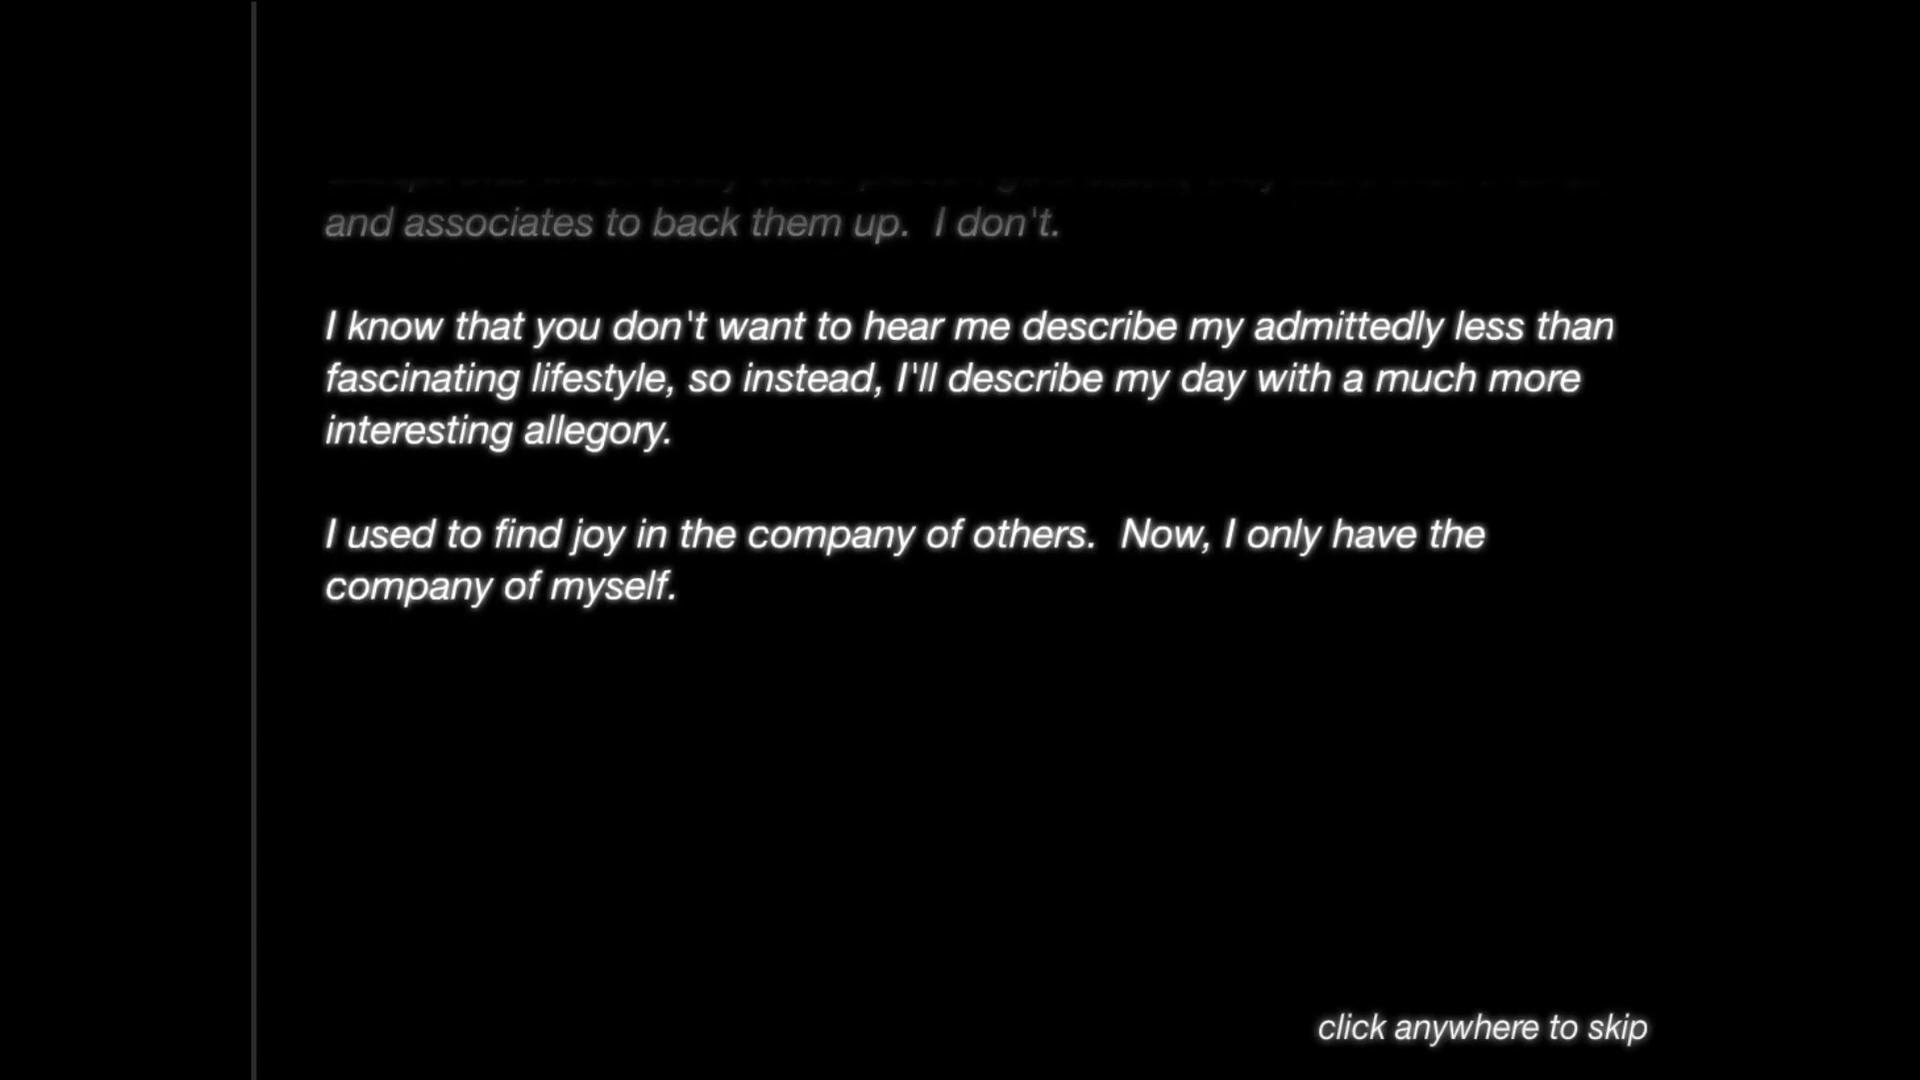 and associates to back them up.  I don't.
I know that you don't want to hear me describe my admittedly less than
fascinating lifestyle, so instead, I'll describe my day with a much more
interesting allegory.
I used to find joy in the company of others.  Now, I only have the
company of myself.
click anywhere to skip